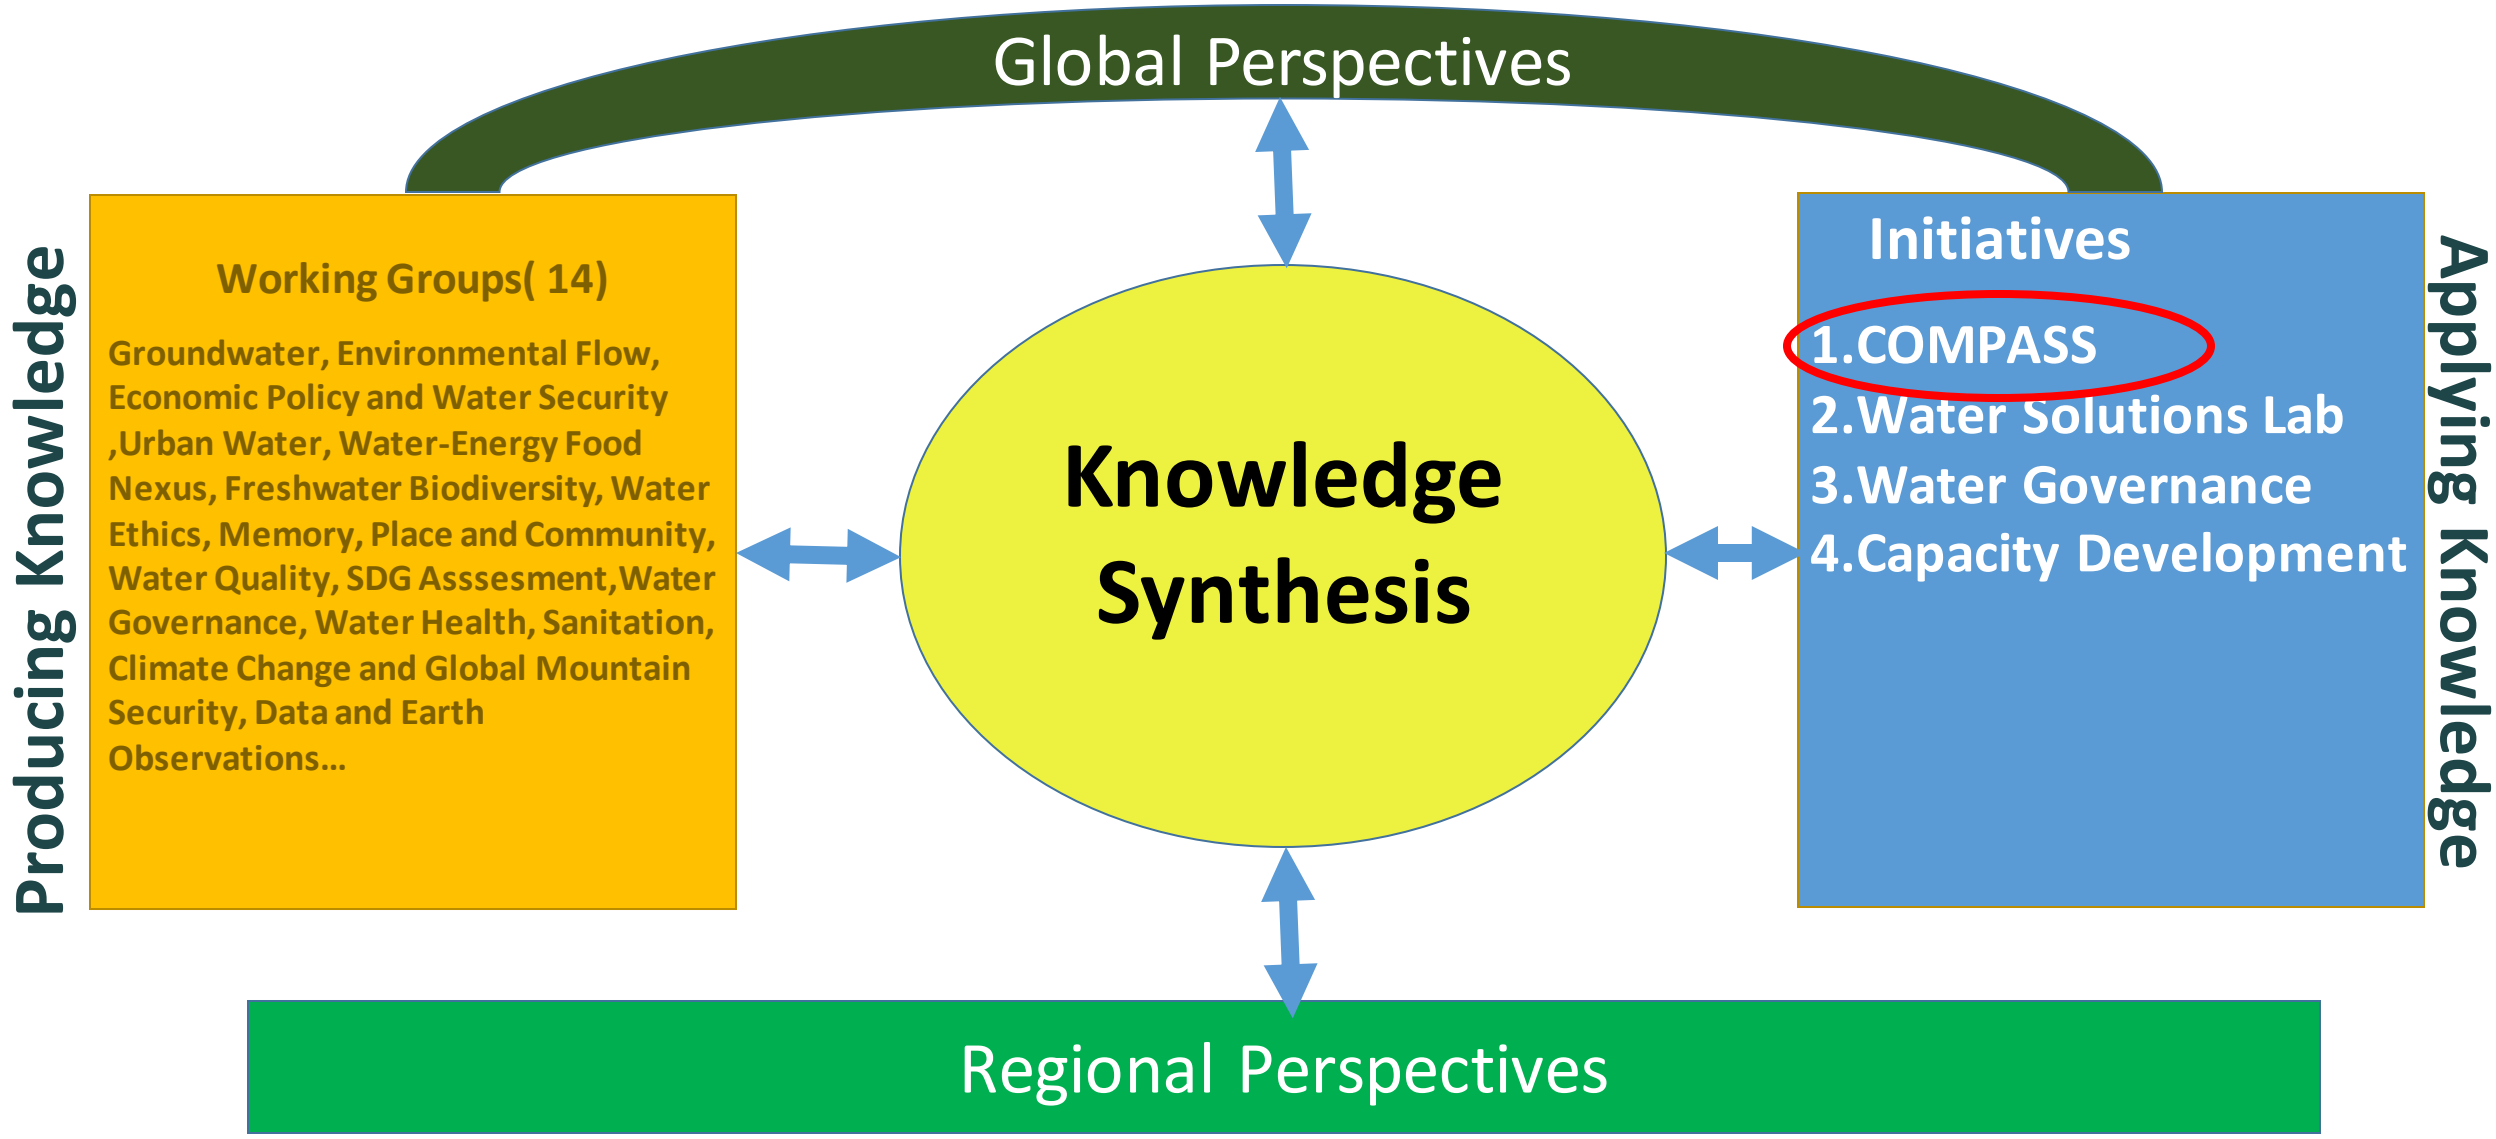 Global Perspectives
Producing Knowledge
Working Groups( 14)
Groundwater, Environmental Flow,
Economic Policy and Water Security
,Urban Water, Water-Energy Food
Nexus, Freshwater Biodiversity, Water
Ethics, Memory, Place and Community,
Water Quality, SDG Asssesment,Water
Governance, Water Health, Sanitation,
Climate Change and Global Mountain
Security, Data and Earth
Observations...
Knowledge
Synthesis
Initiatives
1.COMPASS
2.Water Solutions Lab
3.Water Governance
4.Capacity Development
Applying Knowledge
Regional Perspectives